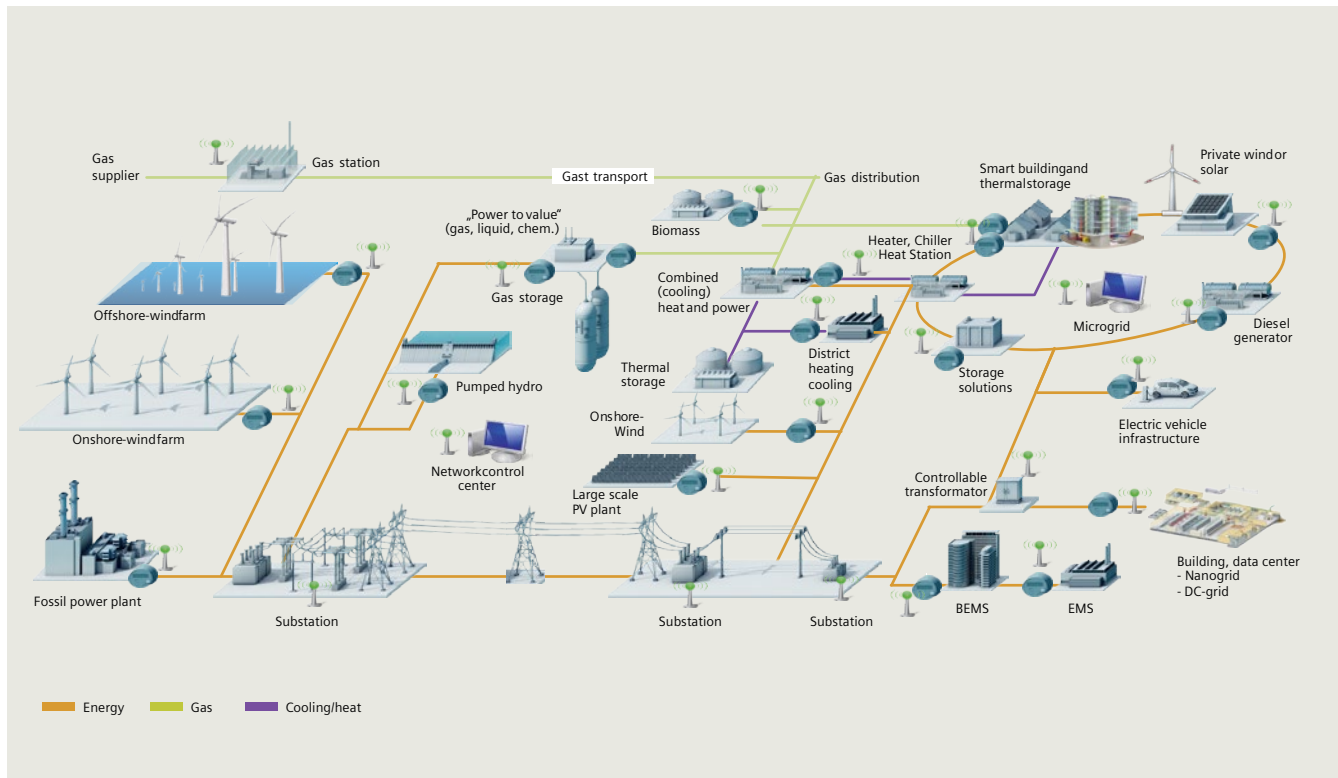 Gas
supplier
Gas station
Gast transport
Gas distribution
Smart buildingand
thermalstorage
Private wind or
solar
„Power to value"
(gas, liquid, chem.)
Biomass
Heater, Chiller
Heat Station
Offshore-windfarm
Gas storage
Combined
(cooling)
heat and power
Microgrid
Diesel
generator
Pumped hydro
Thermal
storage
District
heating
cooling
Storage
solutions
Onshore-windfarm
Onshore-
Wind
Electric vehicle
infrastructure
Networkcontrol
center
Large scale
PV plant
Controllable
transformator
Fossil power plant
Substation
Substation
Substation
BEMS
EMS
Building, data center
- Nanogrid
- DC-grid
Energy
Gas
Cooling/heat